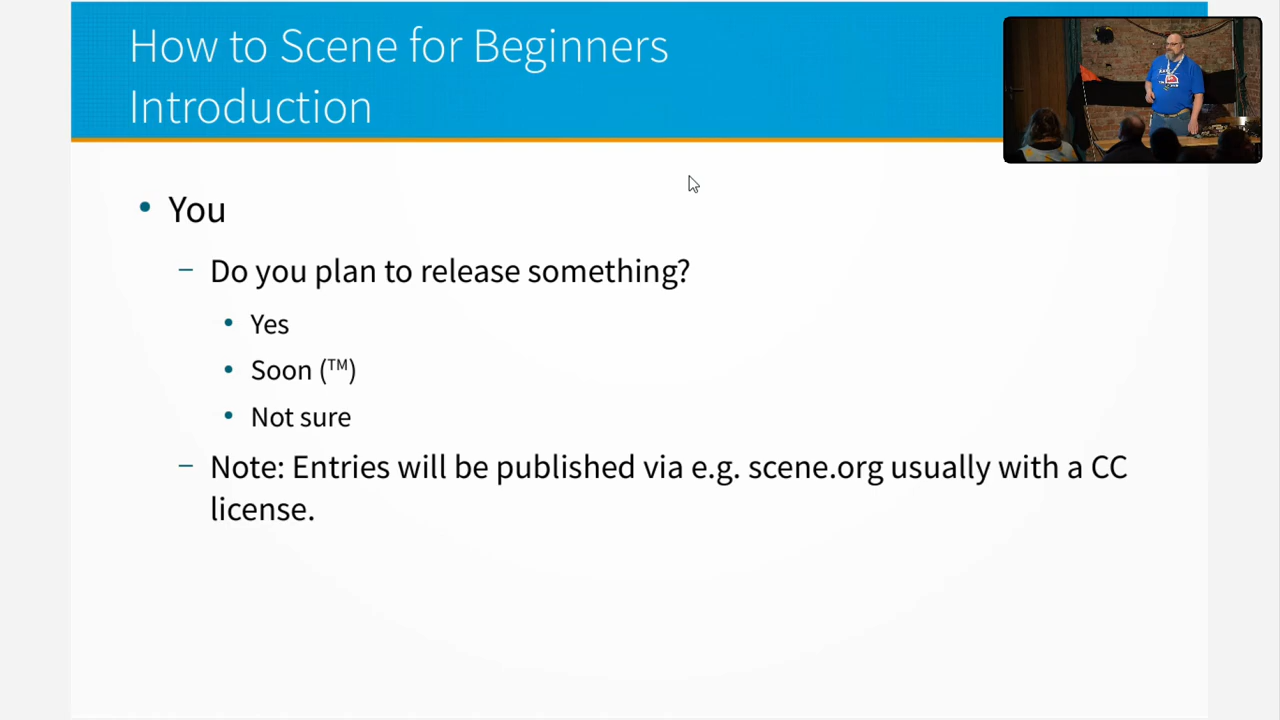 How to Scene for Beginners
Introduction
• You
– Do you plan to release something?
• Yes
• Soon (™)
• Not sure
– Note: Entries will be published via e.g. scene.org usually with a CC
license.